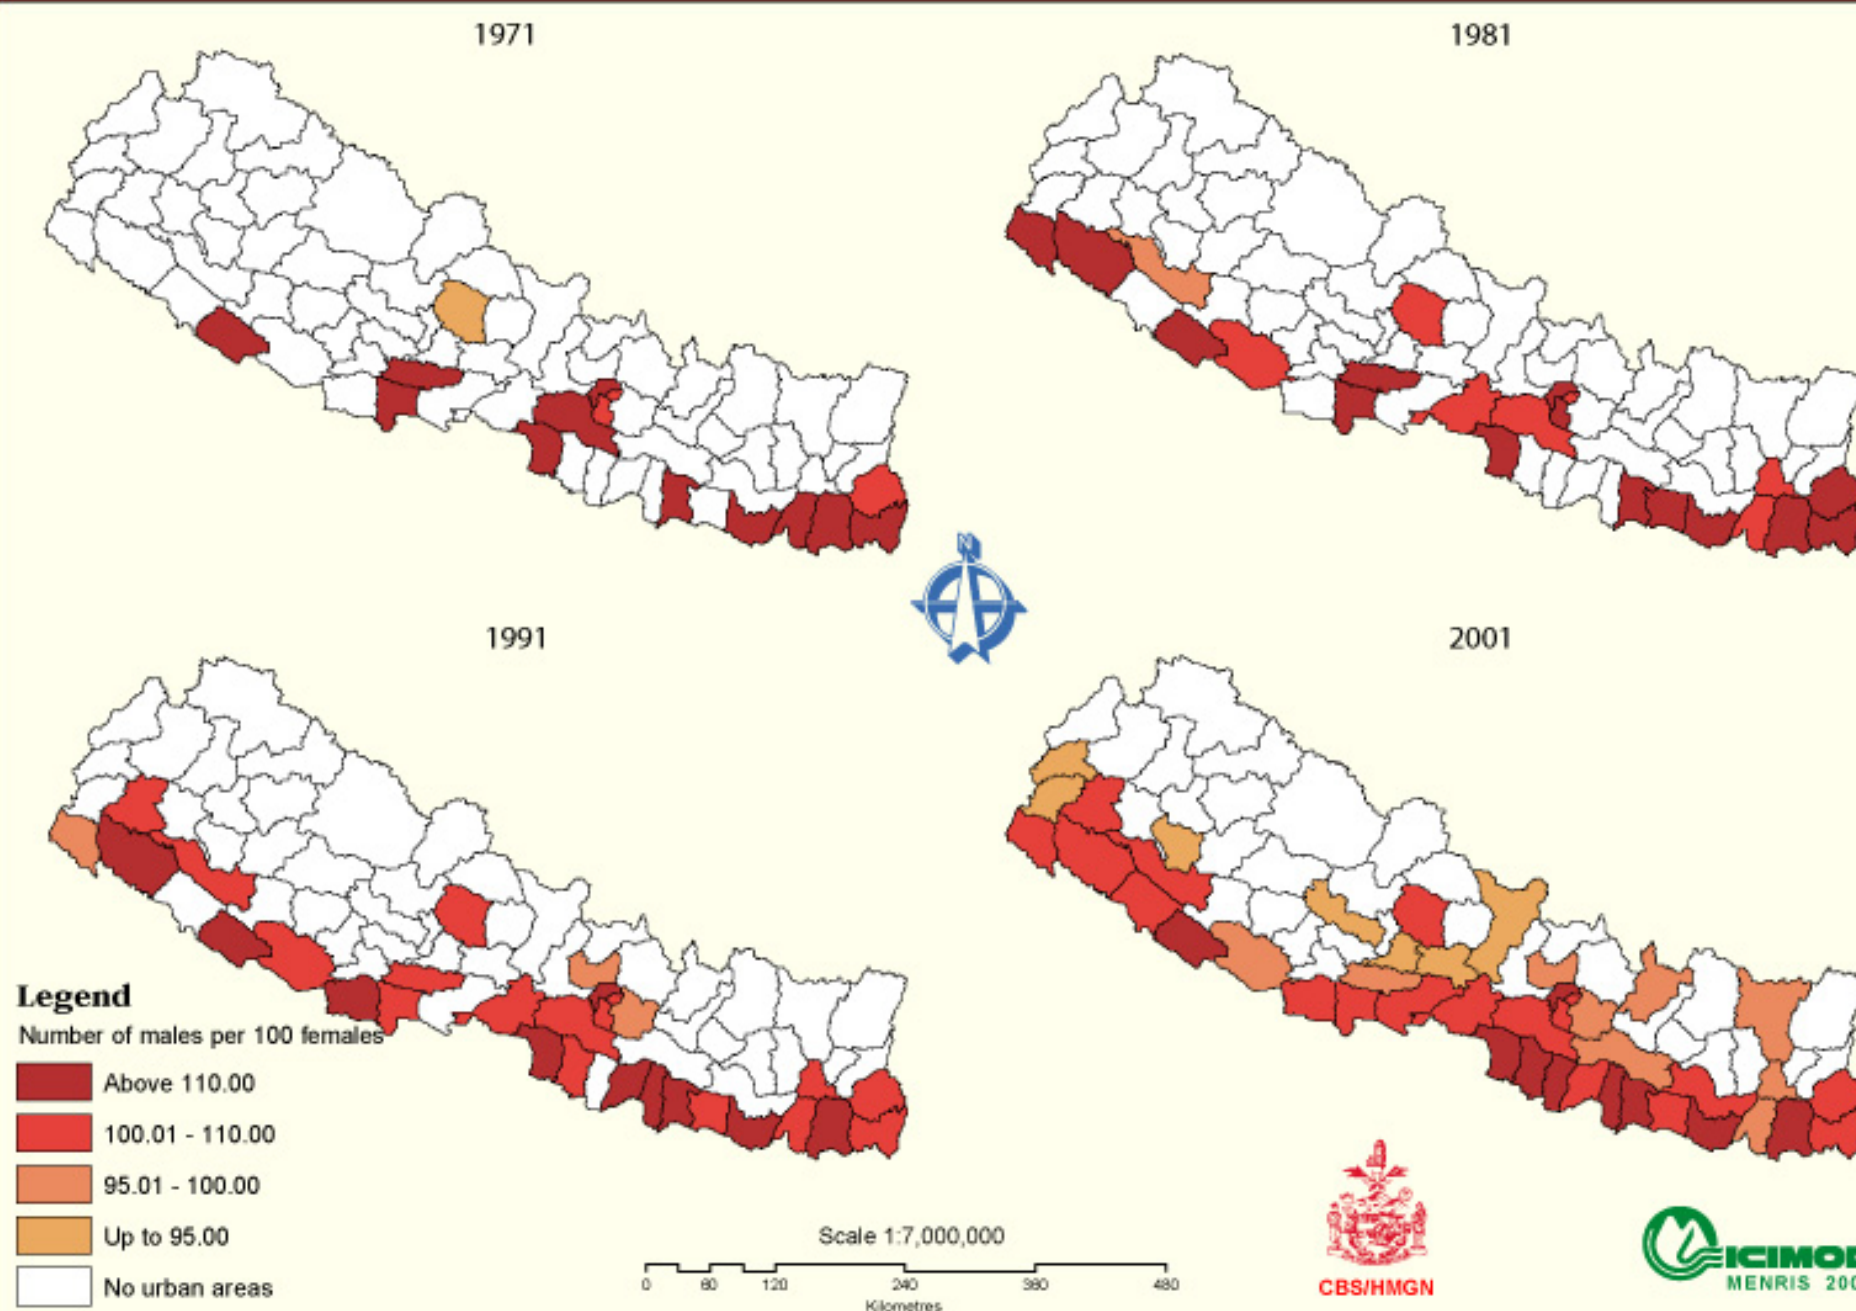 1971
1981
N
1991
2001
Legend
Number of males per 100 females
Above 110.00
100.01 - 110.00
95.01 - 100.00
Up to 95.00
No urban areas
Scale 1:7,000,000
0 60 120 240 360 480
Kilometres
CBS/HMGN
ICIMOD
MENRIS 200